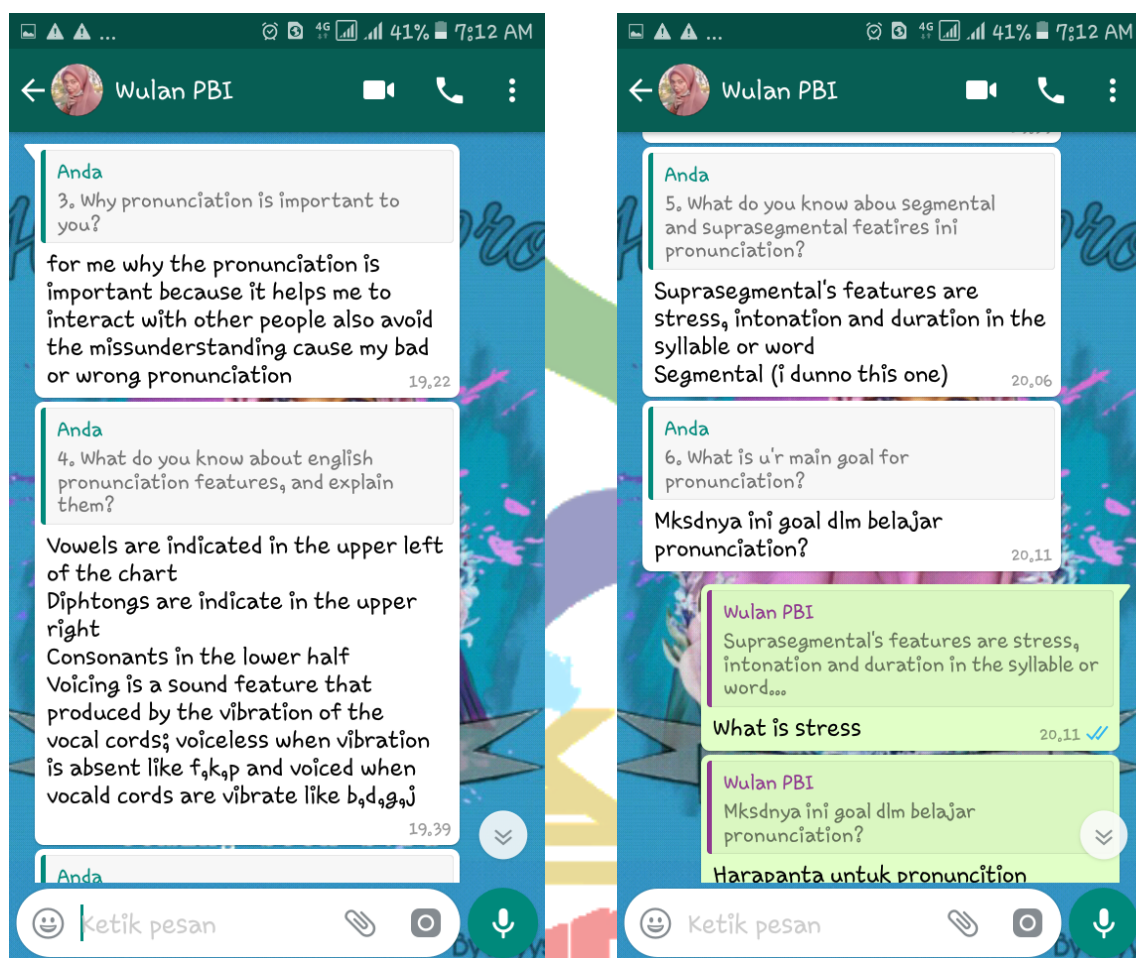 4G 41% 7:12 AM
Wulan PBI
Anda
3. Why pronunciation is important to
you?
for me why the pronunciation is
important because it helps me to
interact with other people also avoid
the missunderstanding cause my bad
or wrong pronunciation
19.22
Anda
4. What do you know about english
pronunciation features, and explain
them?
Vowels are indicated in the upper left
of the chart
Diphtongs are indicate in the upper
right
Consonants in the lower half
Voicing is a sound feature that
produced by the vibration of the
vocal cords; voiceless when vibration
is absent like f,k,p and voiced when
vocald cords are vibrate like b,d,g,j
19.39
Anda
Ketik pesan
4G 41% 7:12 AM
Wulan PBI
Anda
5. What do you know abou segmental
and suprasegmental featires ini
pronunciation?
Suprasegmental's features are
stress, intonation and duration in the
syllable or word
Segmental (i dunno this one)
20.06
Anda
6. What is u'r main goal for
pronunciation?
Mksdnya ini goal dlm belajar
pronunciation?
20.11
Wulan PBI
Suprasegmental's features are stress,
intonation and duration in the syllable or
word...
What is stress
20.11
Wulan PBI
Mksdnya ini goal dlm belajar
pronunciation?
Harapanta untuk pronuncition
Ketik pesan